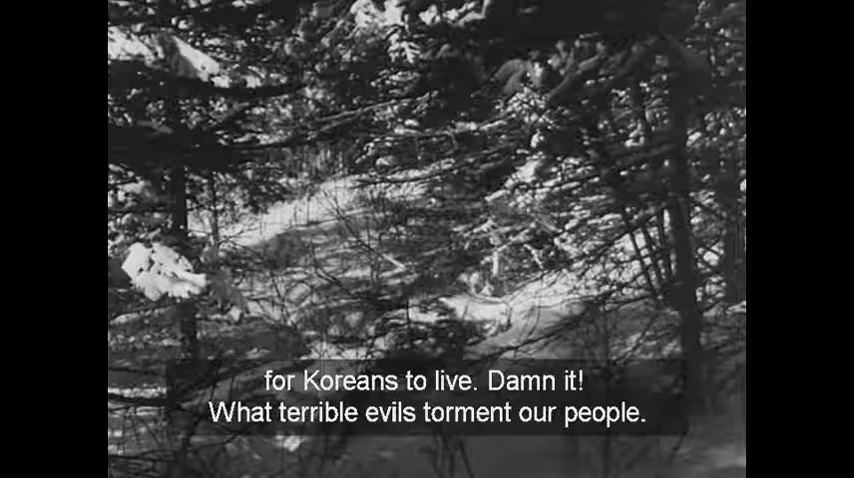 for Koreans to live. Damn it!
What terrible evils torment our people.